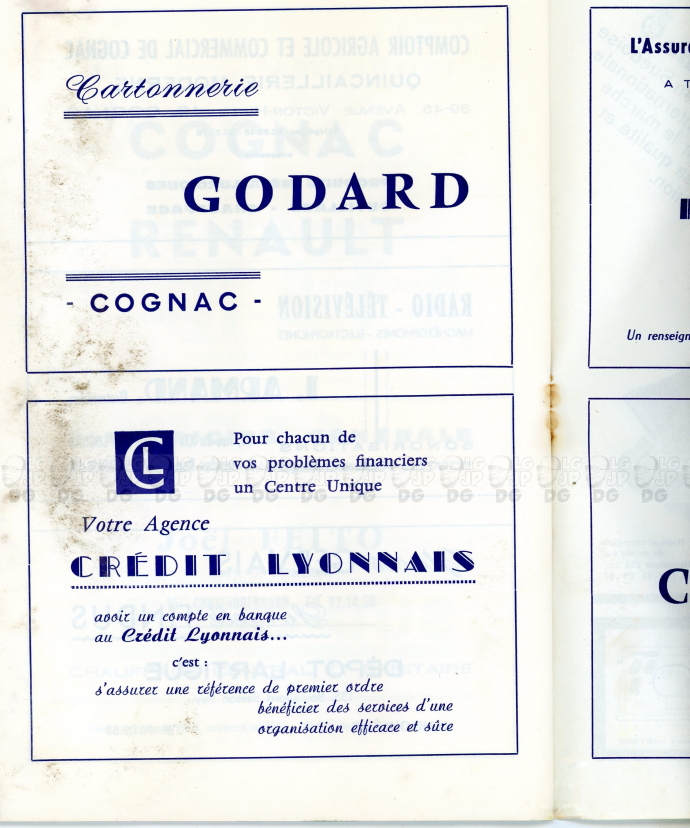 Cartonnerie
GODARD
- COGNAC -
CL
Pour chacun de
vos problèmes financiers
un Centre Unique
Votre Agence
CRÉDIT LYONNAIS
avoir un compte en banque
au Crédit Lyonnais...
c'est :
s'assurer une référence de premier ordre
bénéficier des services d'une
organisation efficace et sûre
L'Assur
A T
Un renseign
C